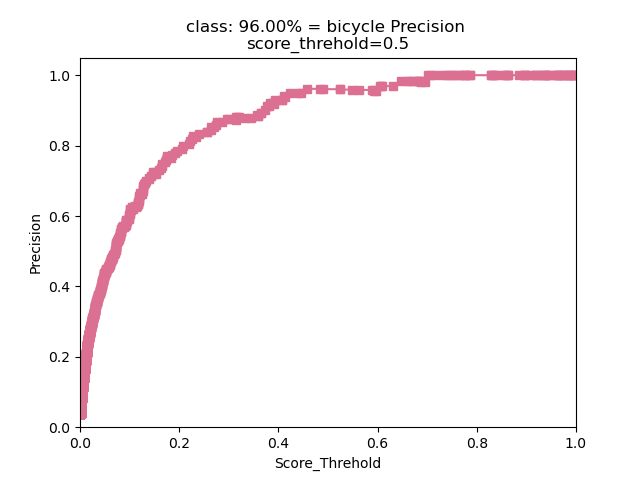 class: 96.00% = bicycle Precision
score_threhold=0.5
1.0
0.8
0.6
0.4
0.2
0.0
Precision
0.0 0.2 0.4 0.6 0.8 1.0
Score_Threhold